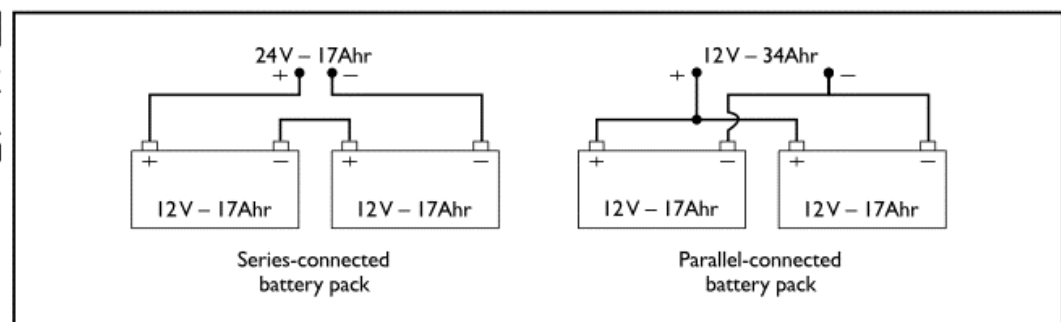 24V – 17Ahr
+ –
+ – + –
12V – 17Ahr 12V – 17Ahr
Series-connected
battery pack
12V – 34Ahr
+ –
+ – + –
12V – 17Ahr 12V – 17Ahr
Parallel-connected
battery pack